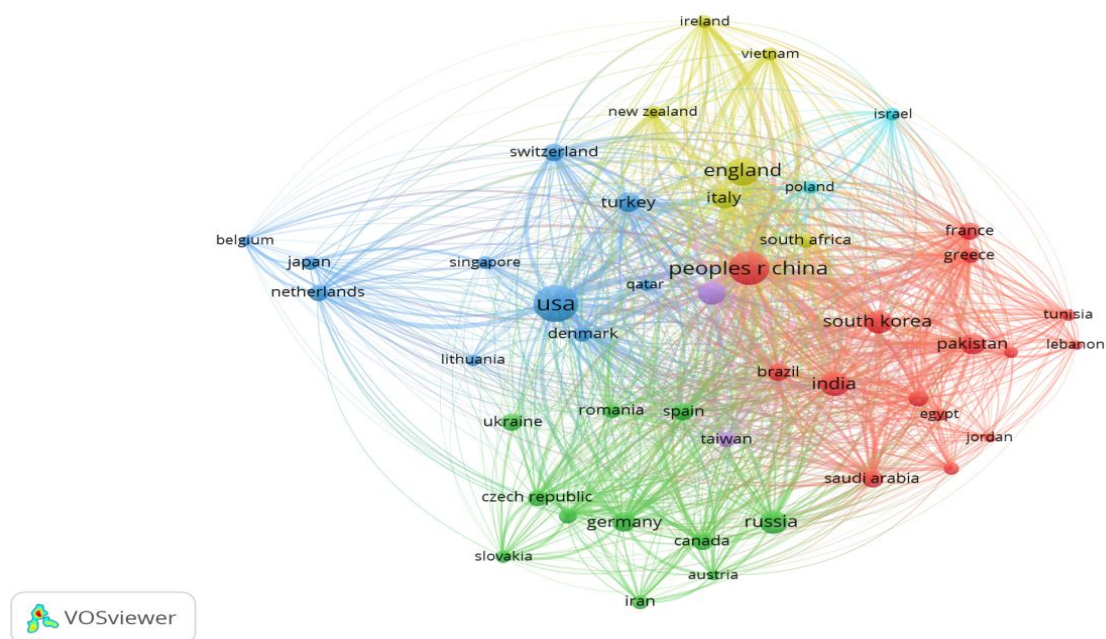 ireland
vietnam
new zealand
israel
switzerland
england
poland
turkey
italy
france
belgium
south africa
greece
japan
singapore
peoples r china
netherlands
qatar
usa
tunisia
south korea
denmark
pakistan
lebanon
lithuania
brazil
india
romania
spain
egypt
ukraine
taiwan
jordan
saudi arabia
czech republic
germany
russia
canada
slovakia
austria
iran
VOSviewer